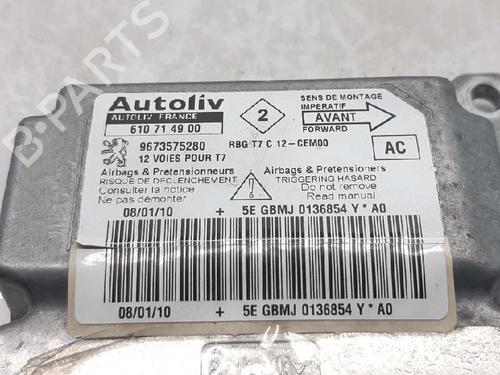 B-PARTS
Autoliv
AUTOLIV FRANCE
610 71 49 00
2
SENS DE MONTAGE
IMPERATIF
AVANT
FORWARD
9673575280
12 VOIES POUR T7
RBG T7 C 12-CEM00
AC
Airbags & Pretensionneurs
RISQUE DE DECLENCHEMENT
Consulter la notice
Ne pas démonter
Airbags & Pretensioners
TRIGGERING HASARD
Do not remove
Read manual
08/01/10 + 5E GBMJ 0136854 Y * A0
08/01/10 + 5E GBMJ 0136854 Y * A0